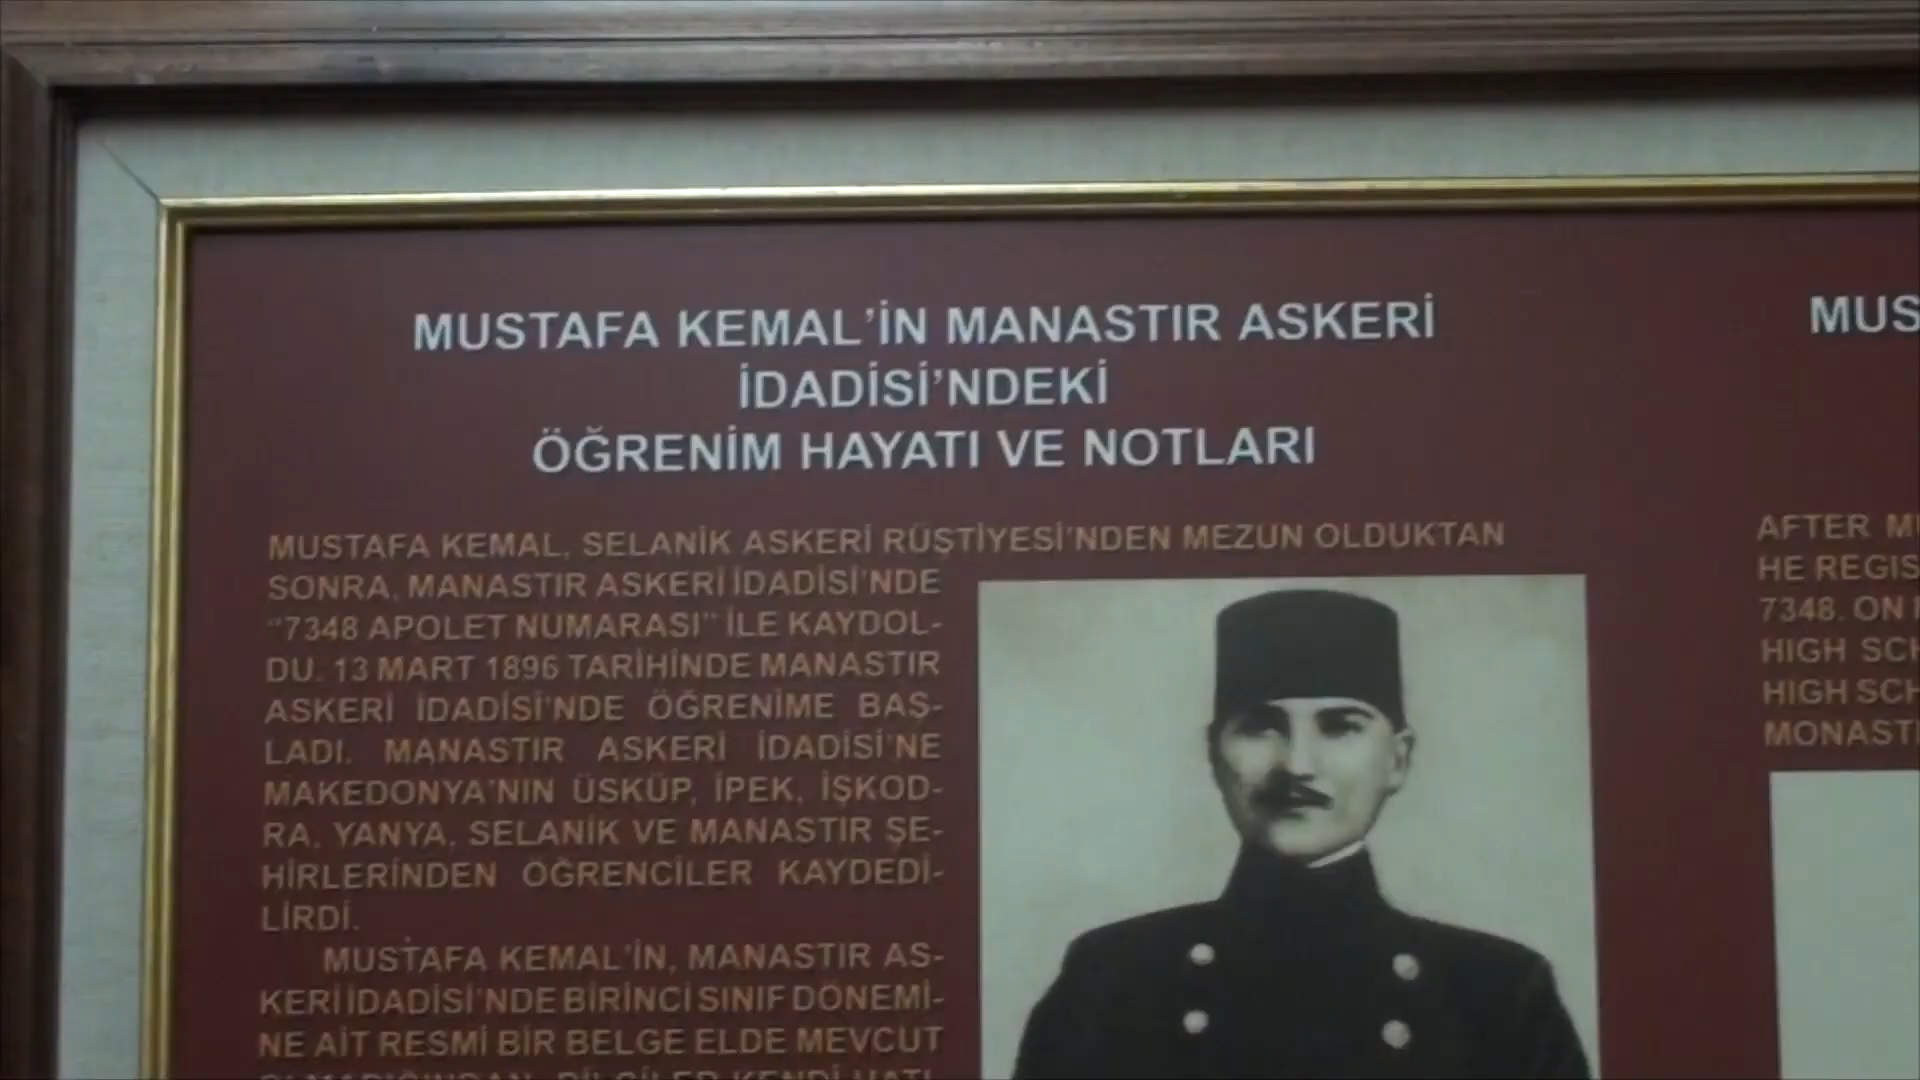 MUSTAFA KEMAL'İN MANASTIR ASKERİ
İDADİSİ'NDEKİ
ÖĞRENİM HAYATI VE NOTLARI
MUSTAFA KEMAL, SELANİK ASKERİ RÜŞTİYESİ'NDEN MEZUN OLDUKTAN
SONRA, MANASTIR ASKERİ İDADİSİ'NDE
"7348 APOLET NUMARASI" İLE KAYDOL-
DU. 13 MART 1896 TARİHİNDE MANASTIR
ASKERİ İDADİSİ'NDE ÖĞRENİME BAŞ-
LADI. MANASTIR ASKERİ İDADİSİ'NE
MAKEDONYA'NIN ÜSKÜP, İPEK, İŞKOD-
RA, YANYA, SELANİK VE MANASTIR ŞE-
HİRLERİNDEN ÖĞRENCİLER KAYDEDİ-
LİRDİ.
MUSTAFA KEMAL'İN, MANASTIR AS-
KERİ İDADİSİ'NDE BİRİNCİ SINIF DÖNEMİ-
NE AİT RESMİ BİR BELGE ELDE MEVCUT
MUS
AFTER
HE REGIS
7348. ON
HIGH SCH
HIGH SCH
MONAST